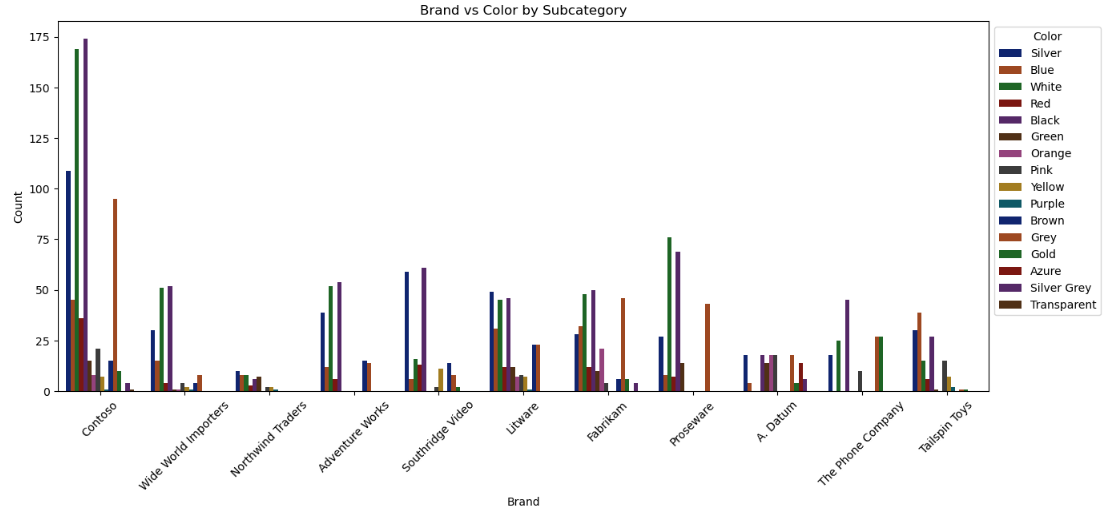 Brand vs Color by Subcategory
175
150
125
100
75
50
25
0
Count
Contoso
Wide World Importers
Northwind Traders
Adventure Works
Southridge Video
Litware
Fabrikam
Proseware
A. Datum
The Phone Company
Tailspin Toys
Brand
Color
Silver
Blue
White
Red
Black
Green
Orange
Pink
Yellow
Purple
Brown
Grey
Gold
Azure
Silver Grey
Transparent